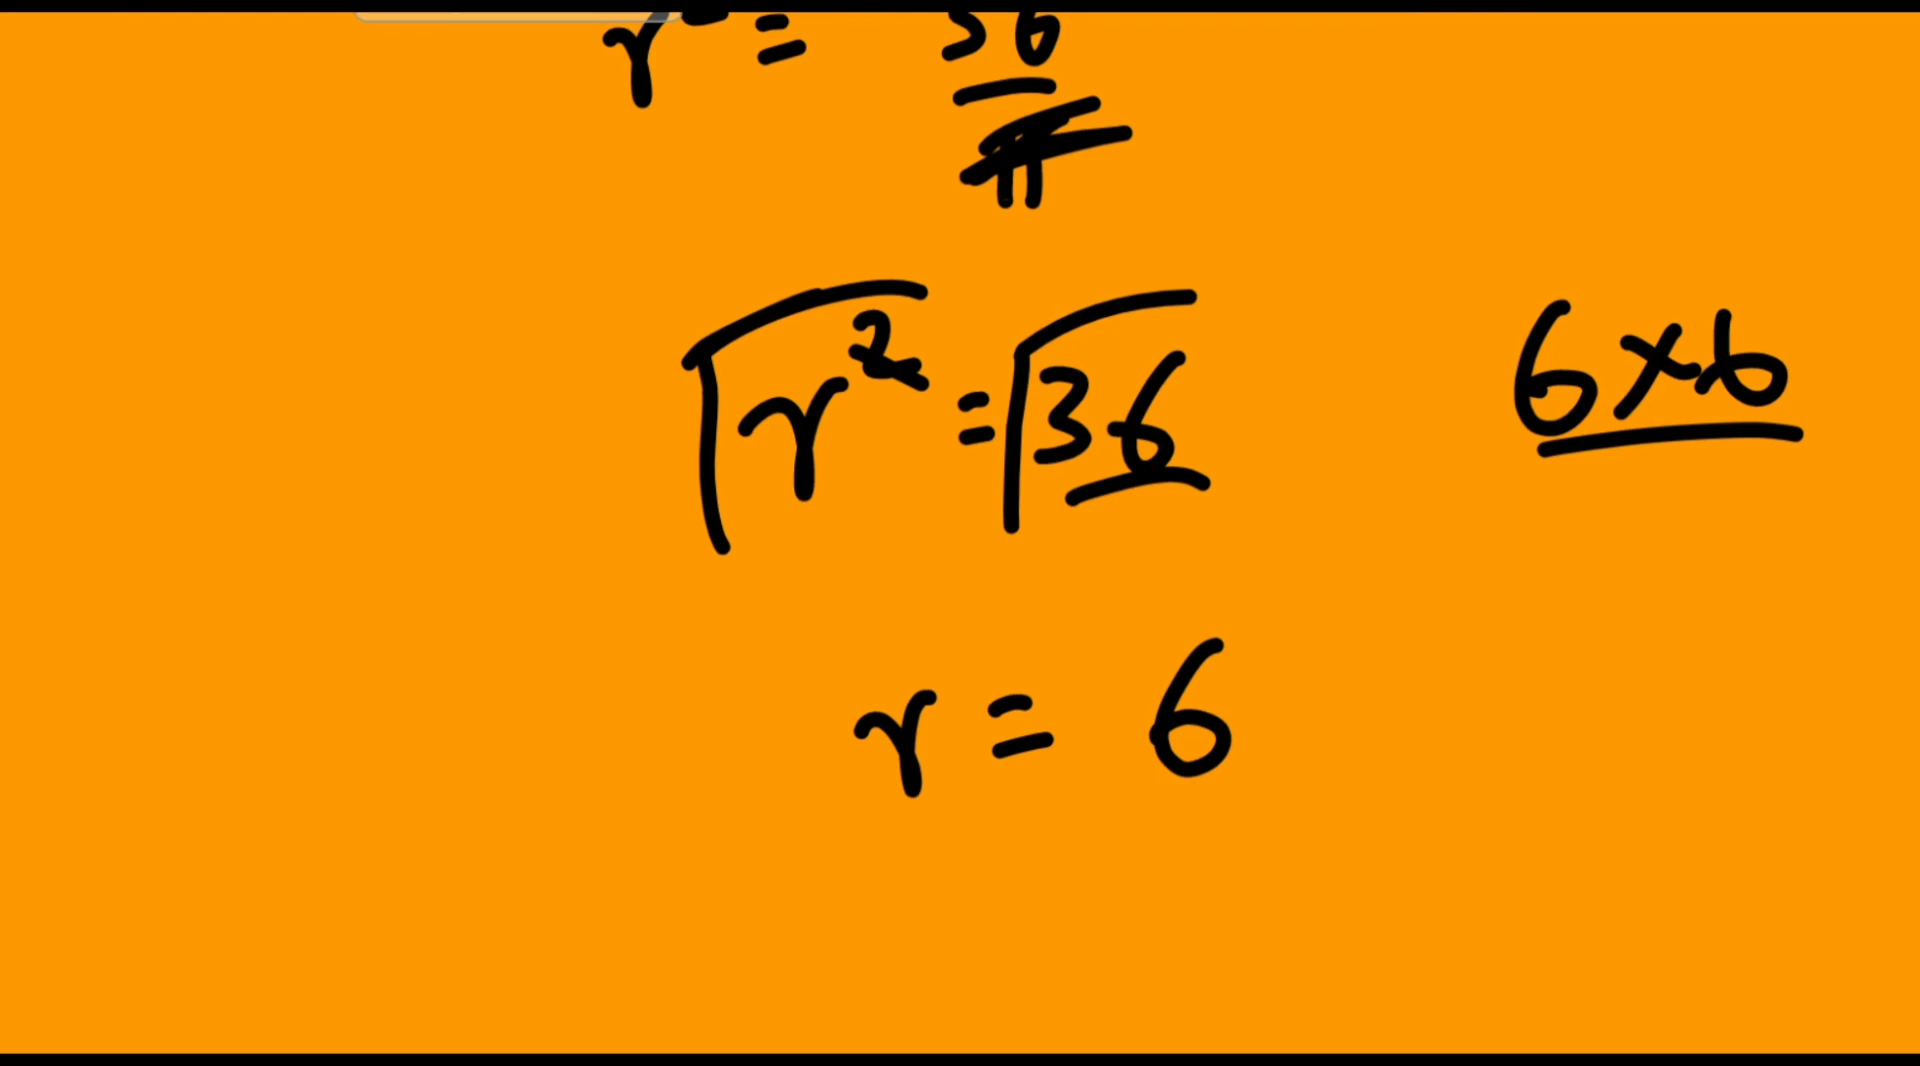 r² = 36
π
√r² = √36
6×6
r = 6